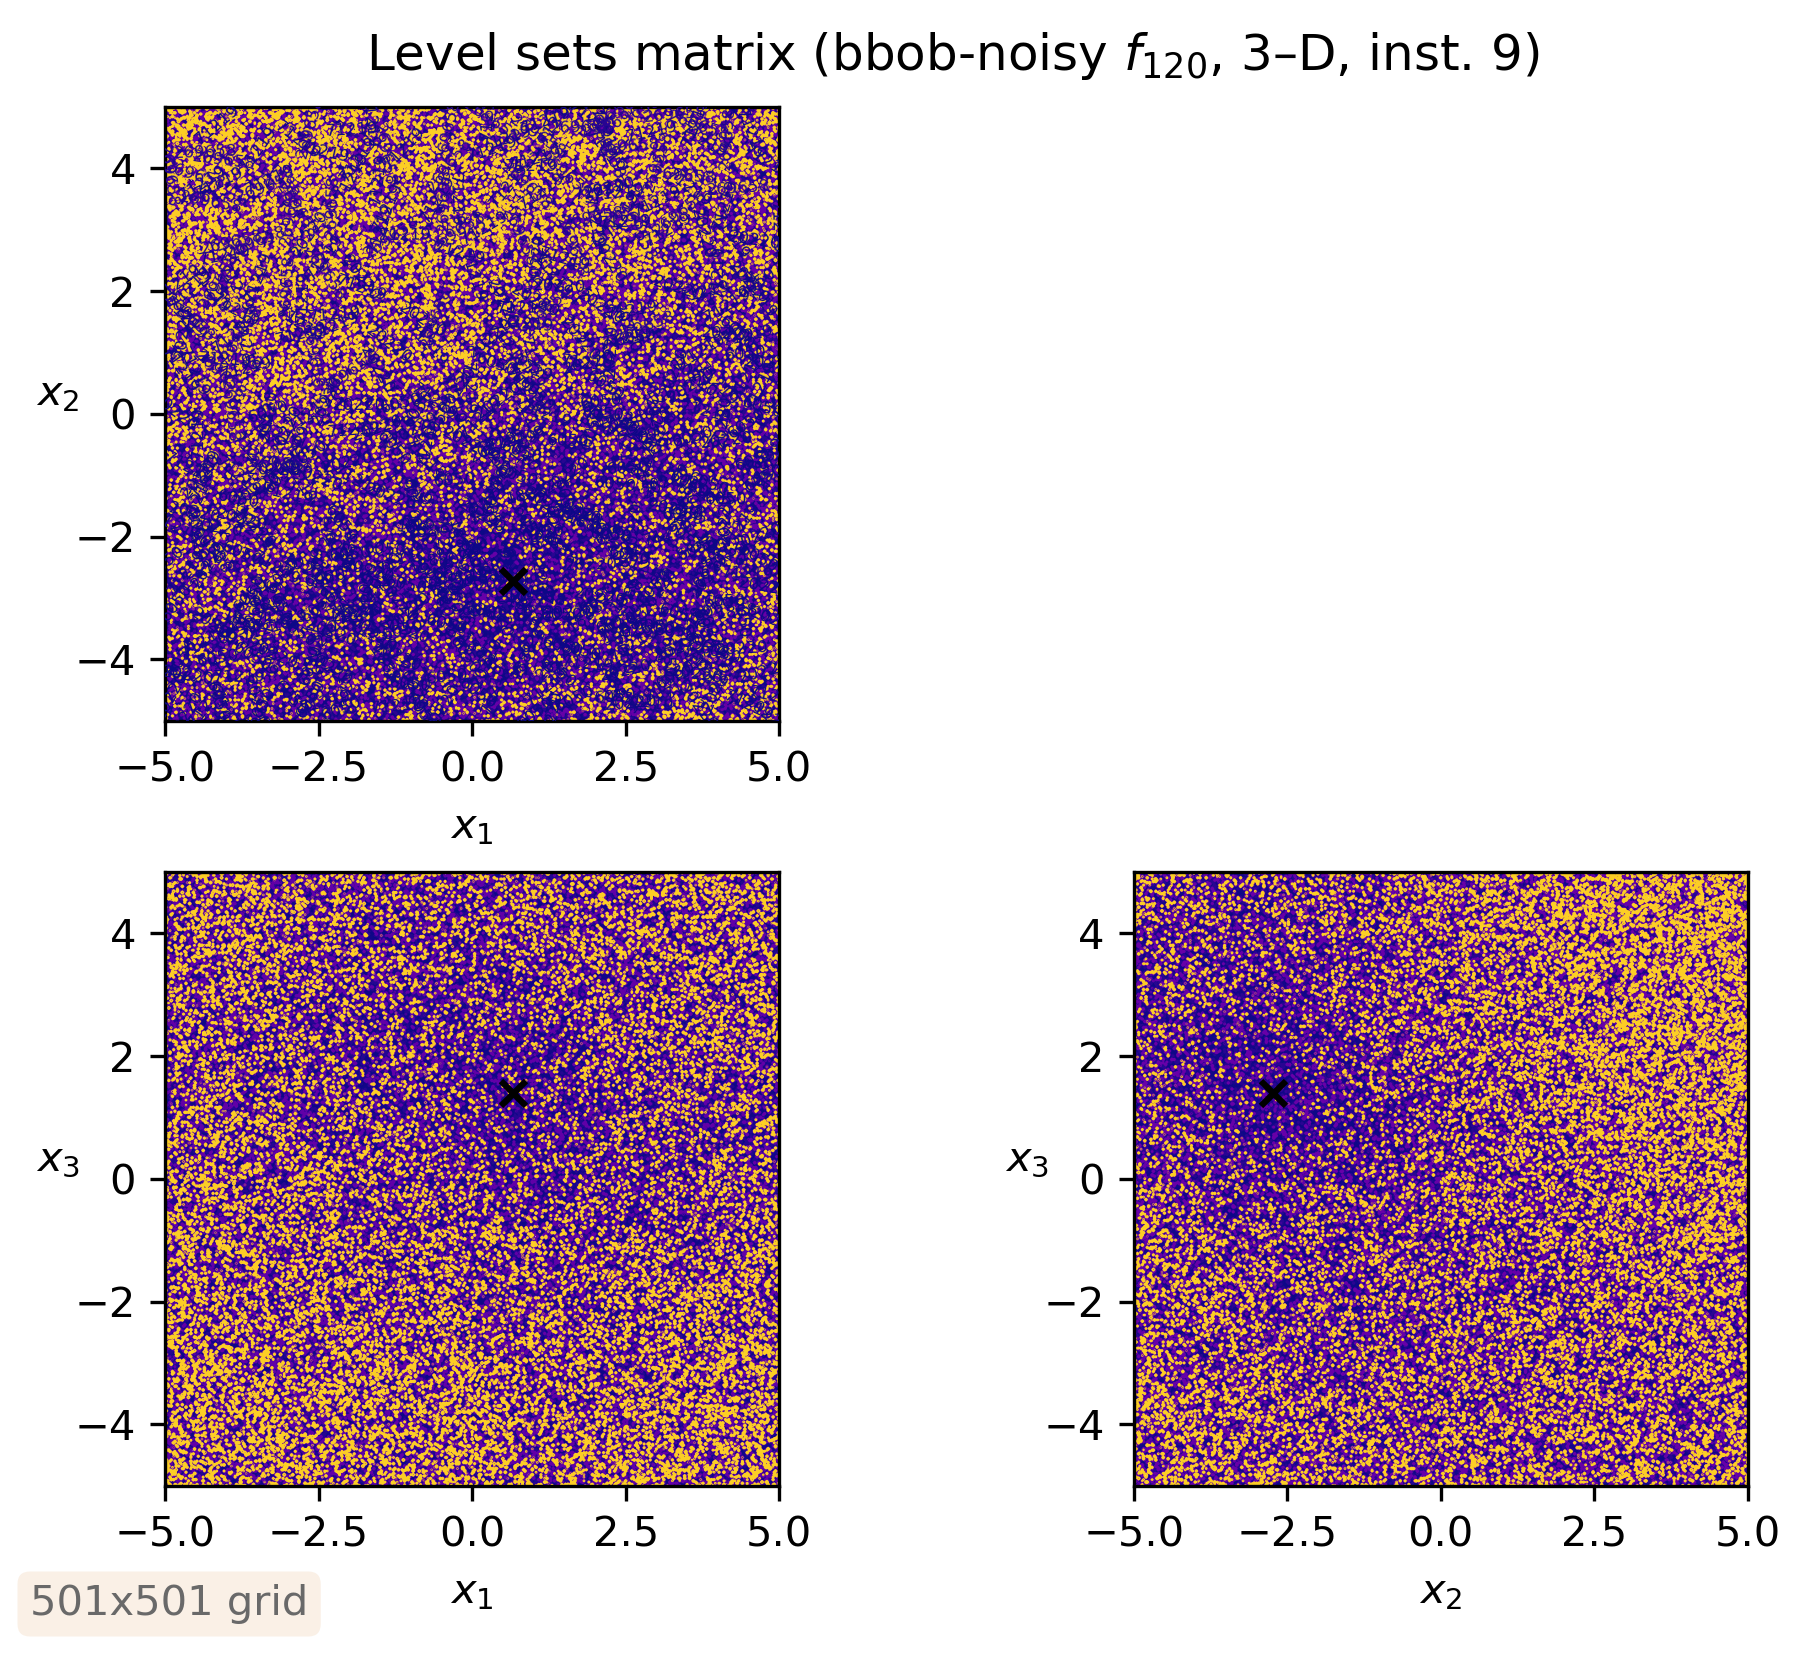 Level sets matrix (bbob-noisy f120, 3–D, inst. 9)
4
2
x2 0
−2
−4
−5.0 −2.5 0.0 2.5 5.0
x1
4 4
2 2
x3 0 x3 0
−2 −2
−4 −4
−5.0 −2.5 0.0 2.5 5.0 −5.0 −2.5 0.0 2.5 5.0
501x501 grid x1 x2